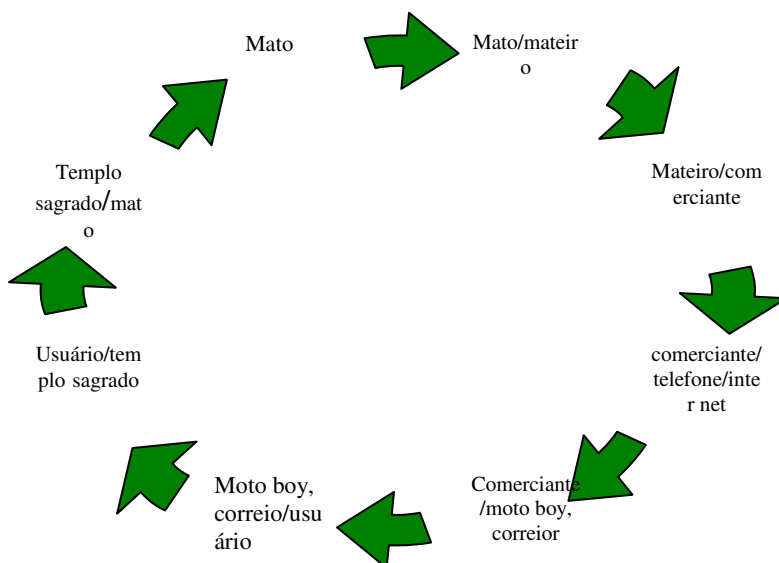 Mato
Mato/mateir
o
Mateiro/com
erciante
comerciante/
telefone/inte
r net
Comerciante
/moto boy,
correior
Moto boy,
correio/usu
ário
Usuário/tem
plo sagrado
Templo
sagrado/mat
o